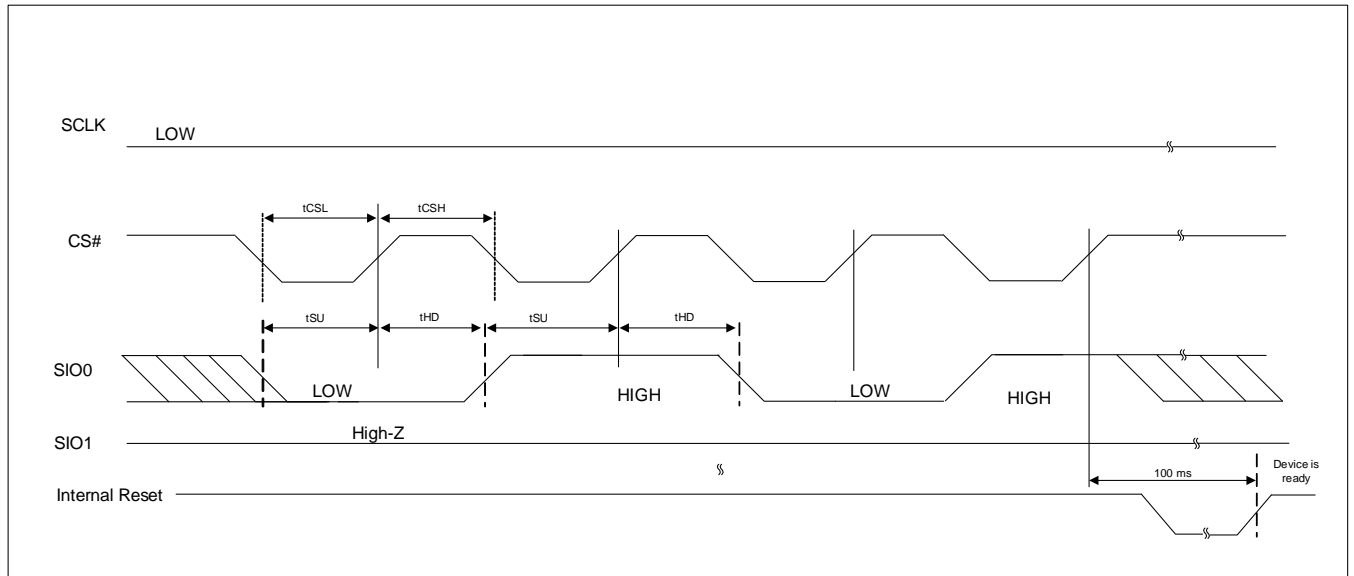 SCLK
LOW
tCSL
tCSH
CS#
tSU
tHD
tSU
tHD
SIO0
LOW
HIGH
LOW
HIGH
High-Z
SIO1
100 ms
Device is
ready
Internal Reset